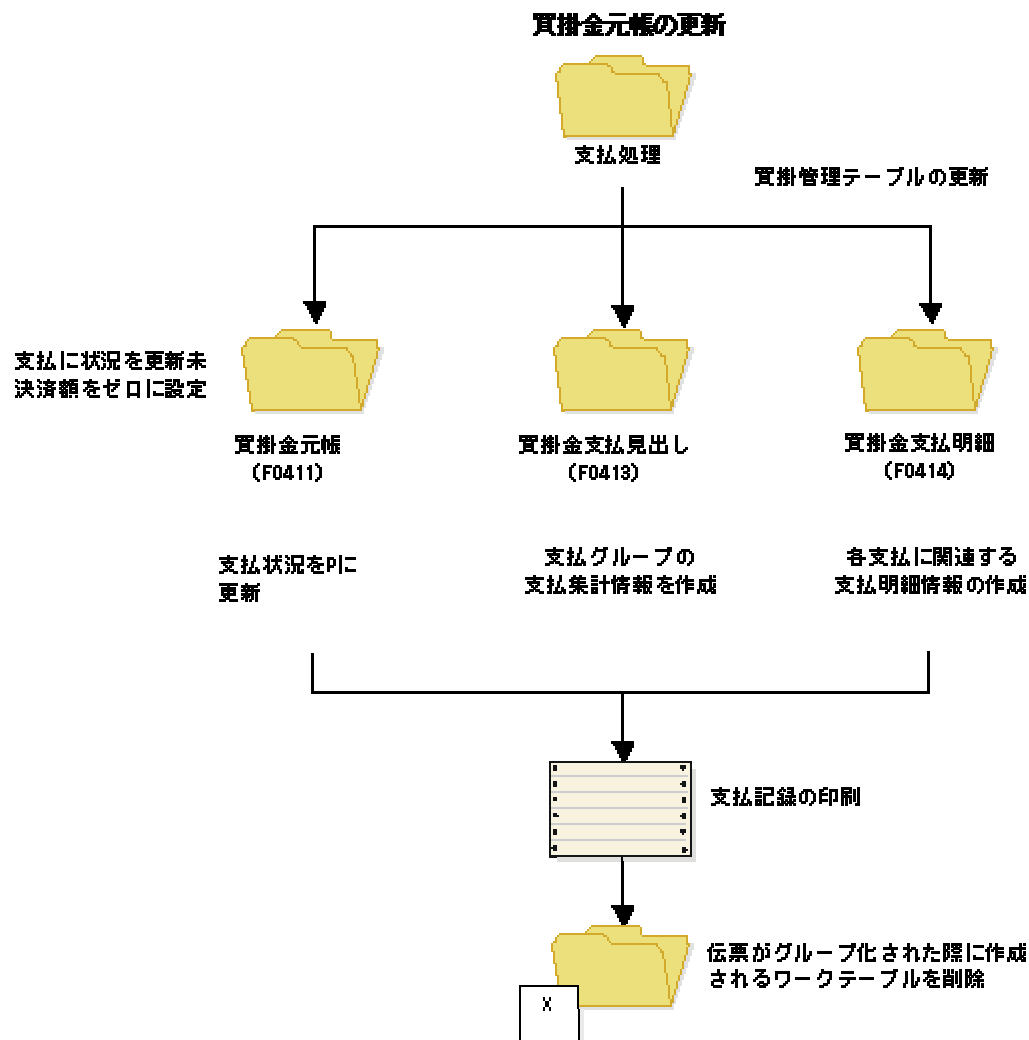 買掛金元帳の更新
支払処理
買掛管理テーブルの更新
支払に状況を更新未
決済額をゼロに設定
買掛金元帳
(F0411)
買掛金支払見出し
(F0413)
買掛金支払明細
(F0414)
支払状況をPに
更新
支払グループの
支払集計情報を作成
各支払に関連する
支払明細情報の作成
支払記録の印刷
伝票がグループ化された際に作成
されるワークテーブルを削除
X